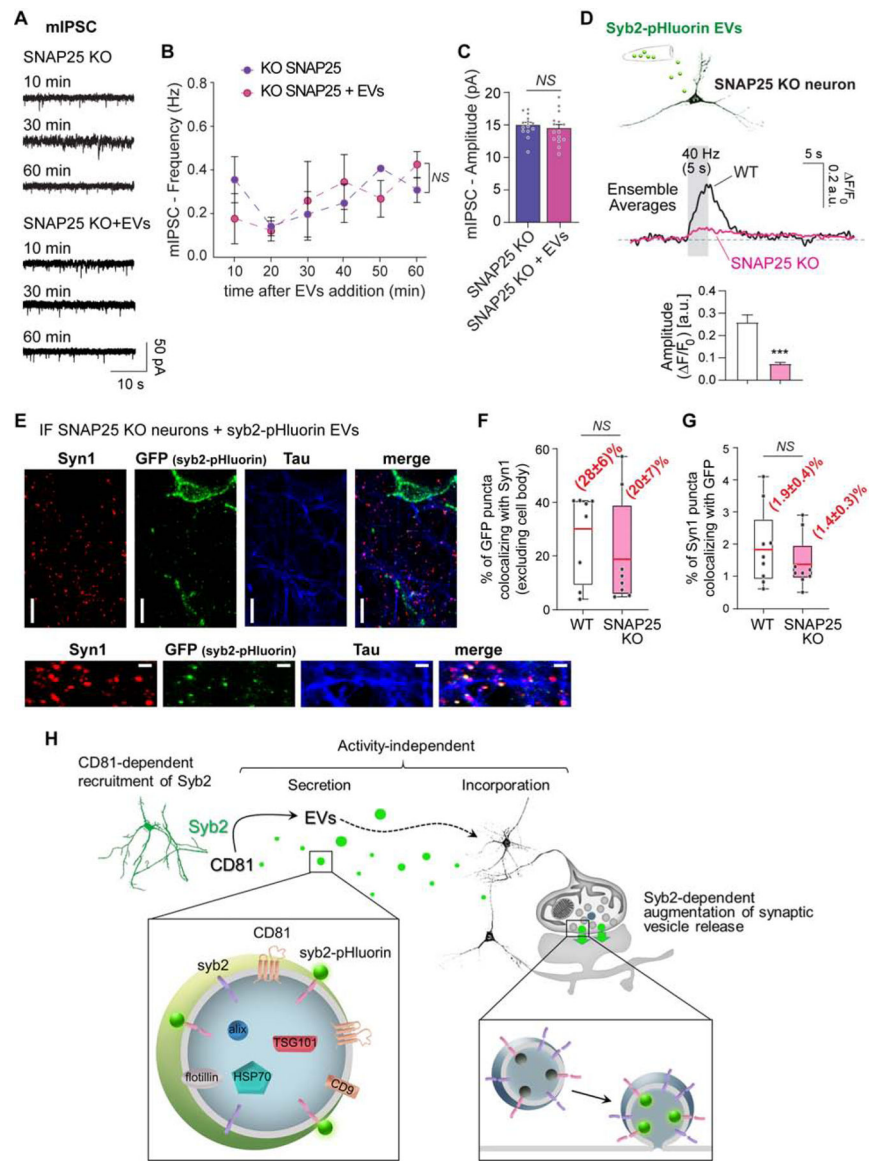 A
mIPSC
SNAP25 KO
10 min
30 min
60 min
SNAP25 KO+EVs
10 min
30 min
60 min
50 pA
10 s
B
KO SNAP25
KO SNAP25 + EVs
mIPSC - Frequency (Hz)
0.8
0.6
0.4
0.2
0.0
NS
10 20 30 40 50 60
time after EVs addition (min)
C
NS
mIPSC - Amplitude (pA)
25
20
15
10
5
0
SNAP25 KO
SNAP25 KO + EVs
D
Syb2-pHluorin EVs
SNAP25 KO neuron
40 Hz
(5 s)
WT
5 s
ΔF/F0
0.2 a.u.
Ensemble
Averages
SNAP25 KO
Amplitude
(ΔF/F0) [a.u.]
0.4
0.3
0.2
0.1
0.0
***
E
IF SNAP25 KO neurons + syb2-pHluorin EVs
Syn1 GFP (syb2-pHluorin) Tau merge
Syn1 GFP (syb2-pHluorin) Tau merge
F
NS
% of GFP puncta
colocalizing with Syn1
(excluding cell body)
60
40
20
0
(28±6)%
(20±7)%
WT SNAP25
KO
G
NS
% of Syn1 puncta
colocalizing with GFP
5
4
3
2
1
0
(1.9±0.4)%
(1.4±0.3)%
WT SNAP25
KO
H
Activity-independent
CD81-dependent
recruitment of Syb2
Secretion
Incorporation
Syb2
EVs
CD81
Syb2-dependent
augmentation of synaptic
vesicle release
CD81
syb2
syb2-pHluorin
alix
TSG101
flotillin
HSP70
CD9